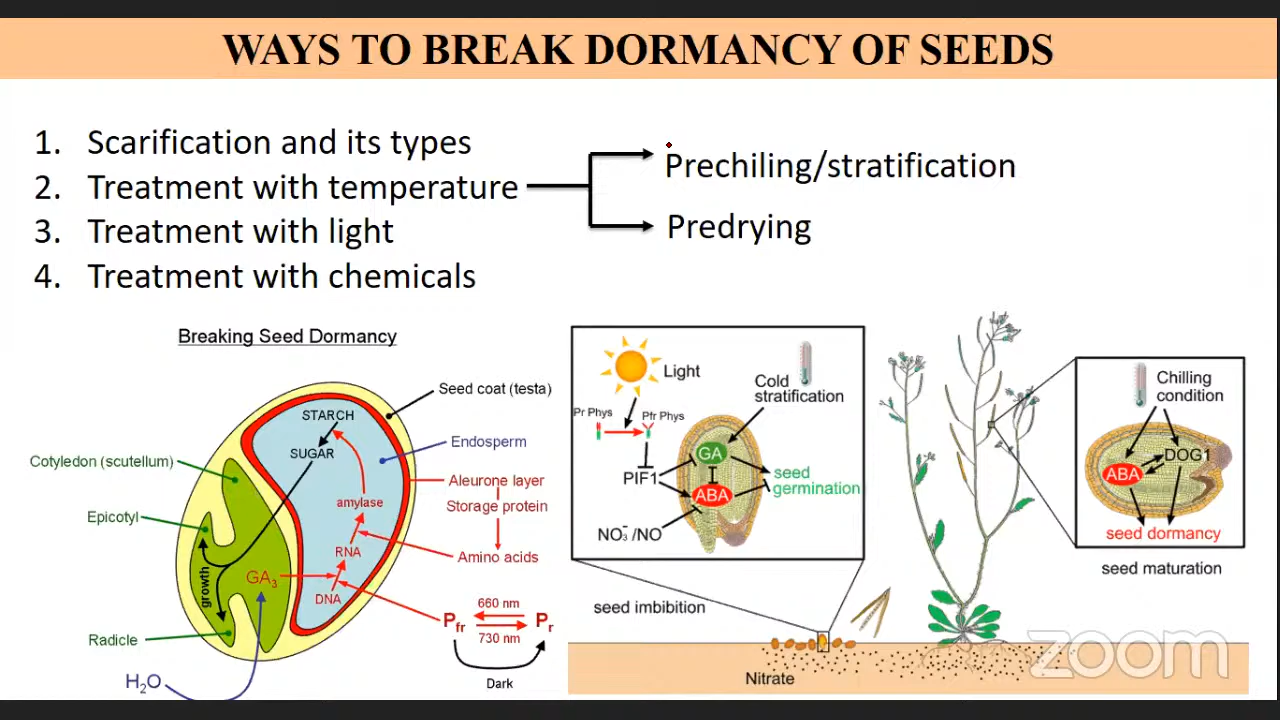 WAYS TO BREAK DORMANCY OF SEEDS
1. Scarification and its types
2. Treatment with temperature
3. Treatment with light
4. Treatment with chemicals
Prechiling/stratification
Predrying
Breaking Seed Dormancy
STARCH
SUGAR
Seed coat (testa)
Endosperm
Cotyledon (scutellum)
Aleurone layer
Storage protein
amylase
Epicotyl
RNA
Amino acids
growth
GA3
DNA
660 nm
Pfr
Pr
730 nm
Radicle
Dark
H2O
Light
Cold
stratification
Pr Phys
Pfr Phys
GA
PIF1
seed
germination
ABA
NO3-/NO
seed imbibition
Nitrate
Chilling
condition
DOG1
ABA
seed dormancy
seed maturation
zoom